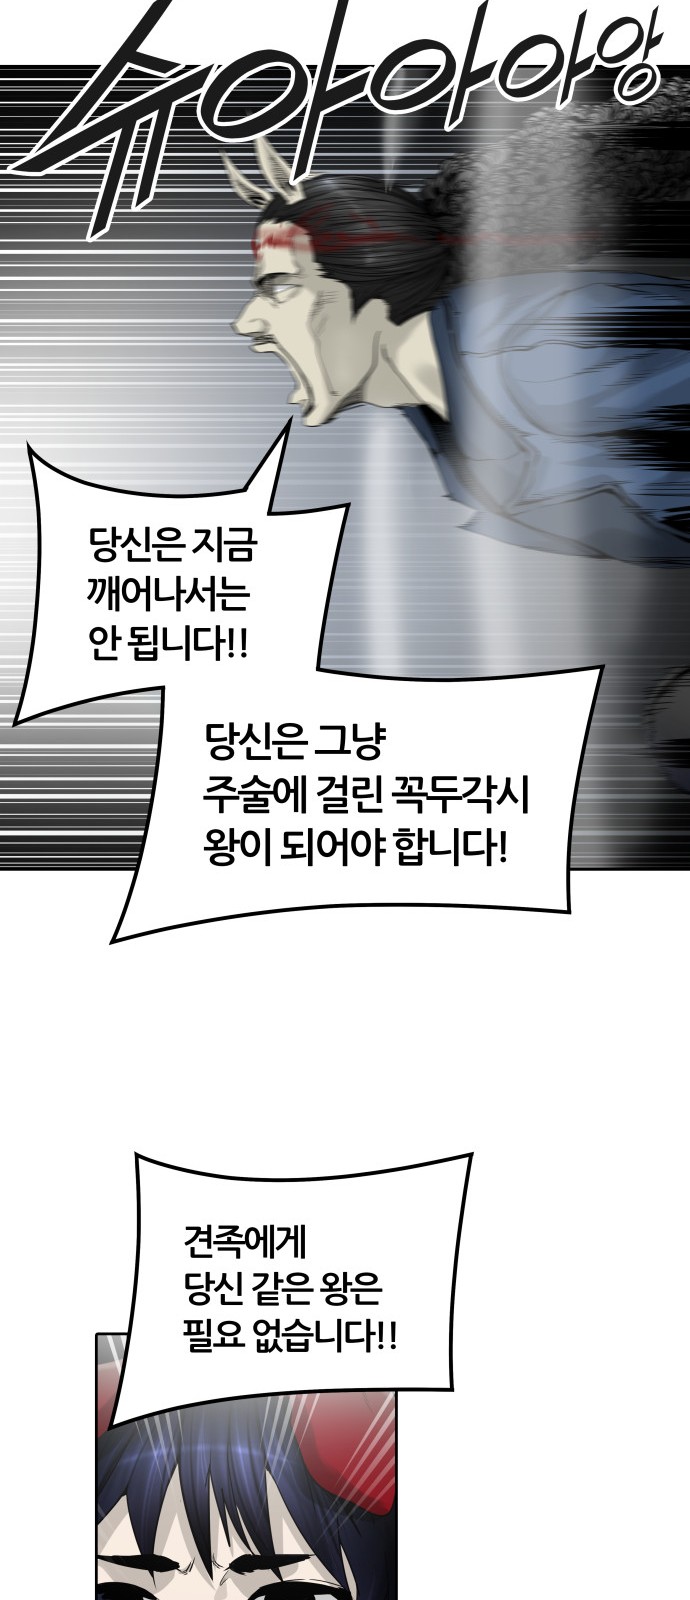 슈아아아앙
당신은 지금
깨어나서는
안 됩니다!!
당신은 그냥
주술에 걸린 꼭두각시
왕이 되어야 합니다!
견족에게
당신 같은 왕은
필요 없습니다!!